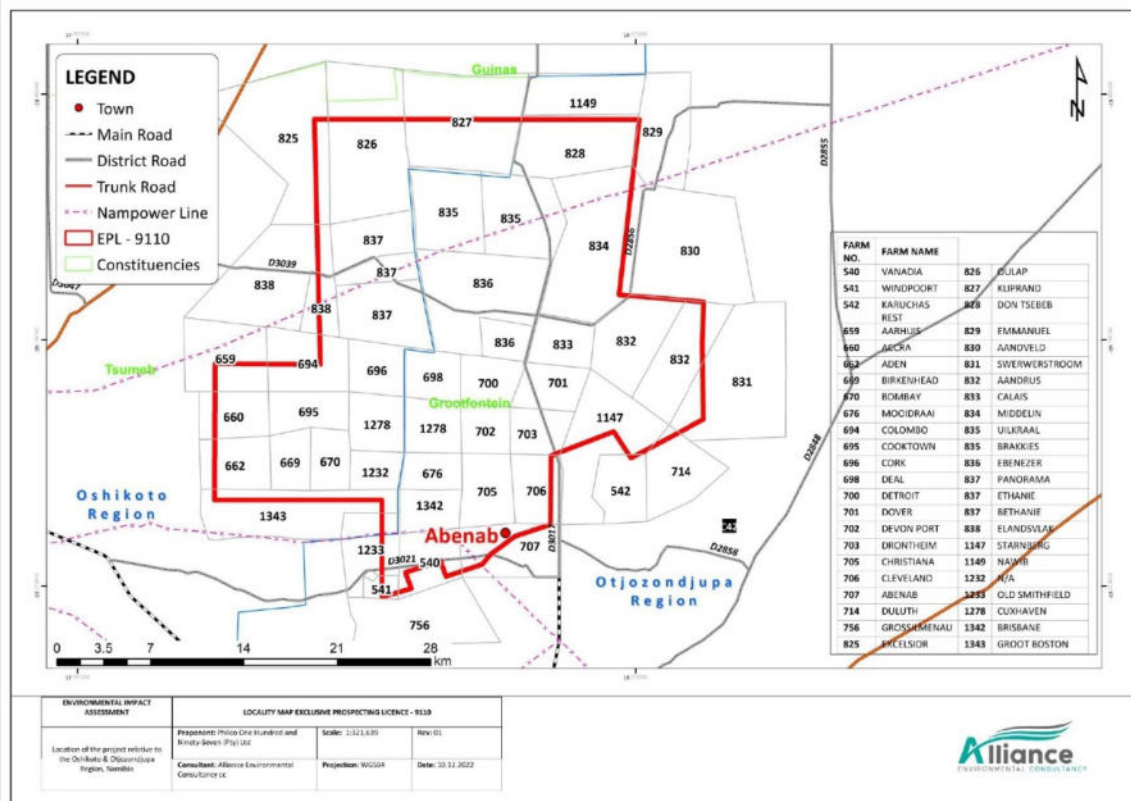 LEGEND
Town
Main Road
District Road
Trunk Road
Nampower Line
EPL - 9110
Constituencies
Guinas
1149
827
829
825
826
828
D2855
835
835
D2856
837
834
830
D3039
837
D3047
838
836
838
837
836
833
832
832
659
694
Tsumeb
696
698
700
701
831
Grootfontein
660
695
1278
1278
702
703
1147
662
669
670
1232
676
714
D2848
705
706
542
1342
1343
Oshikoto
Region
Abenab
1233
D3021
540
707
D3017
D2858
541
Otjozondjupa
Region
756
0 3.5 7 14 21 28
km
FARM NO. FARM NAME
540 VANADIA 826 OULAP
541 WINDPOORT 827 KLIPRAND
542 KARUCHAS REST 828 DON TSEBEB
659 AARHUIS 829 EMMANUEL
660 ACCRA 830 AANDVELD
662 ADEN 831 SWERWERSTROOM
669 BIRKENHEAD 832 AANDRUS
670 BOMBAY 833 CALAIS
676 MOOIDRAAI 834 MIDDELIN
694 COLOMBO 835 UILKRAAL
695 COOKTOWN 835 BRAKKIES
696 CORK 836 EBENEZER
698 DEAL 837 PANORAMA
700 DETROIT 837 ETHANIE
701 DOVER 837 BETHANIE
702 DEVON PORT 838 ELANDSVLAK
703 DRONTHEIM 1147 STARNBERG
705 CHRISTIANA 1149 NAWIB
706 CLEVELAND 1232 N/A
707 ABENAB 1233 OLD SMITHFIELD
714 DULUTH 1278 CUXHAVEN
756 GROSSILMENAU 1342 BRISBANE
825 EXCELSIOR 1343 GROOT BOSTON
ENVIRONMENTAL IMPACT
ASSESSMENT
Location of the project relative to
the Oshikoto & Otjozondjupa
Region, Namibia
LOCALITY MAP EXCLUSIVE PROSPECTING LICENCE - 9110
Proponent: Philco One Hundred and
Ninety-Seven (Pty) Ltd
Scale: 1:321,689
Rev: 01
Consultant: Alliance Environmental
Consultancy cc
Projection: WGS84
Date: 10.12.2022
Alliance
ENVIRONMENTAL CONSULTANCY